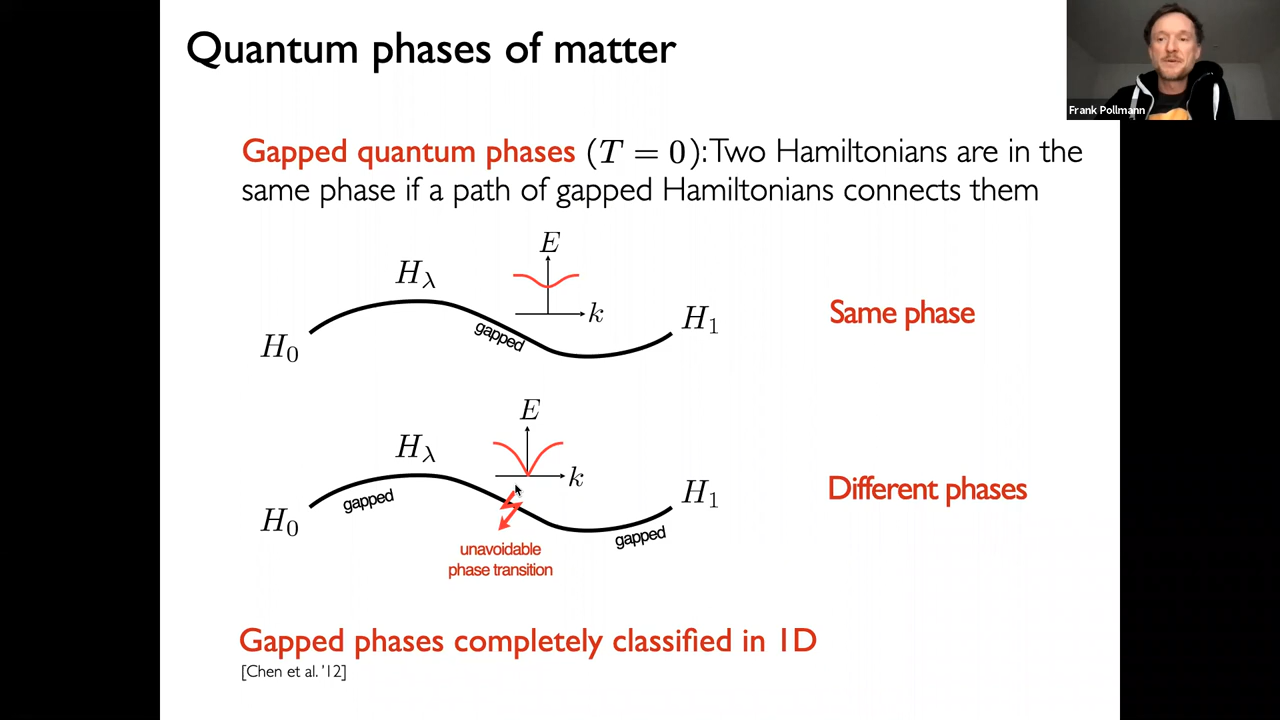 Quantum phases of matter
Frank Pollmann
Gapped quantum phases (T = 0): Two Hamiltonians are in the
same phase if a path of gapped Hamiltonians connects them
E
H_λ
k
H_1
Same phase
gapped
H_0
E
H_λ
k
H_1
Different phases
gapped
H_0
gapped
unavoidable
phase transition
Gapped phases completely classified in 1D
[Chen et al. '12]